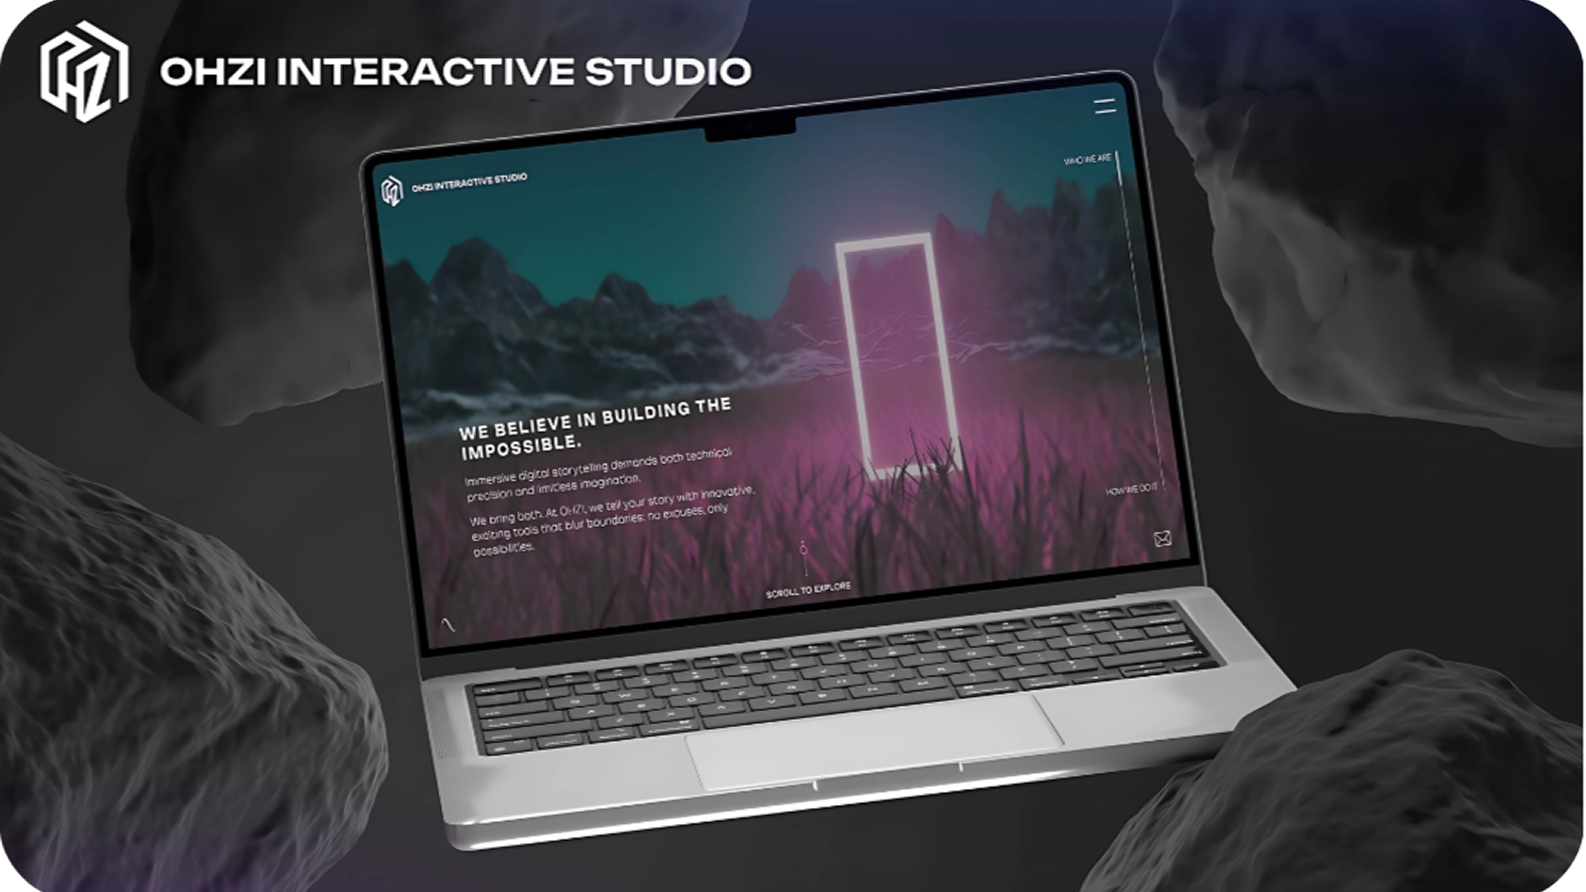 OHZI INTERACTIVE STUDIO
OHZI INTERACTIVE STUDIO
WHO WE ARE
WE BELIEVE IN BUILDING THE
IMPOSSIBLE.
Immersive digital storytelling demands both technical
precision and limitless imagination.
We bring both. At OHZI, we tell your story with innovative,
exciting tools that blur boundaries: no excuses, only
possibilities.
HOW WE DO IT
SCROLL TO EXPLORE